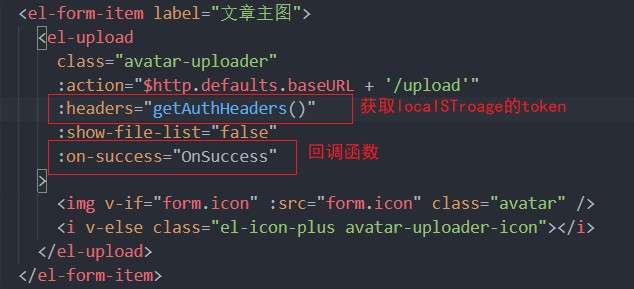 <el-form-item label="文章主图">
<el-upload
class="avatar-uploader"
:action="$http.defaults.baseURL + '/upload'"
:headers="getAuthHeaders()" 获取localSTroage的token
:show-file-list="false"
:on-success="OnSuccess" 回调函数
>
<img v-if="form.icon" :src="form.icon" class="avatar" />
<i v-else class="el-icon-plus avatar-uploader-icon"></i>
</el-upload>
</el-form-item>